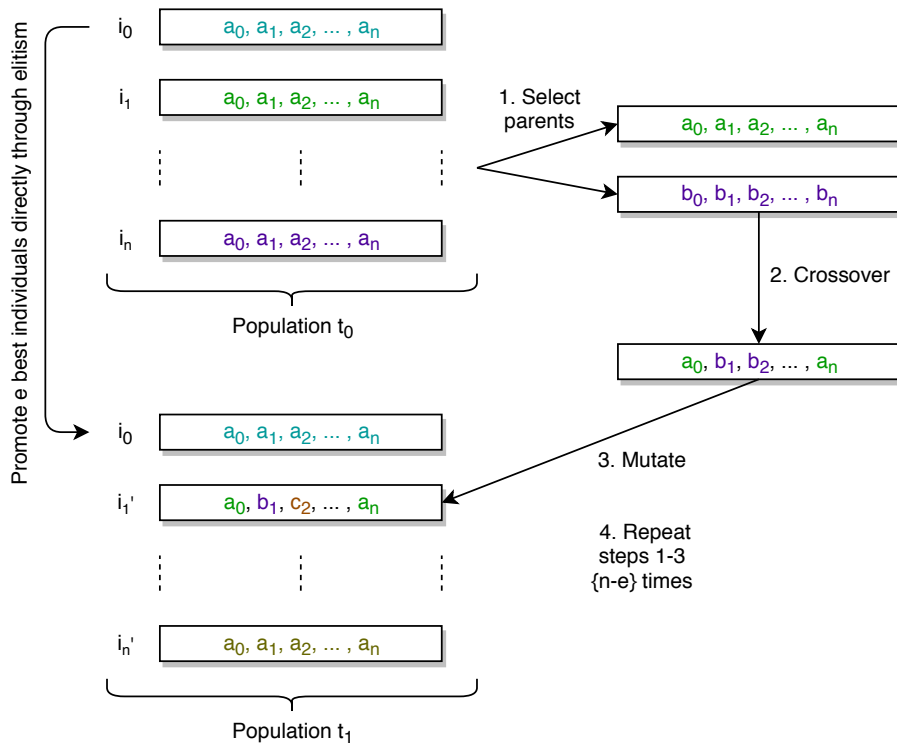 Promote e best individuals directly through elitism
i₀
a₀, a₁, a₂, ... , aₙ
i₁
a₀, a₁, a₂, ... , aₙ
iₙ
a₀, a₁, a₂, ... , aₙ
Population t₀
1. Select
parents
a₀, a₁, a₂, ... , aₙ
b₀, b₁, b₂, ... , bₙ
2. Crossover
a₀, b₁, b₂, ... , aₙ
3. Mutate
4. Repeat
steps 1-3
{n-e} times
i₀
a₀, a₁, a₂, ... , aₙ
i₁'
a₀, b₁, c₂, ... , aₙ
iₙ'
a₀, a₁, a₂, ... , aₙ
Population t₁